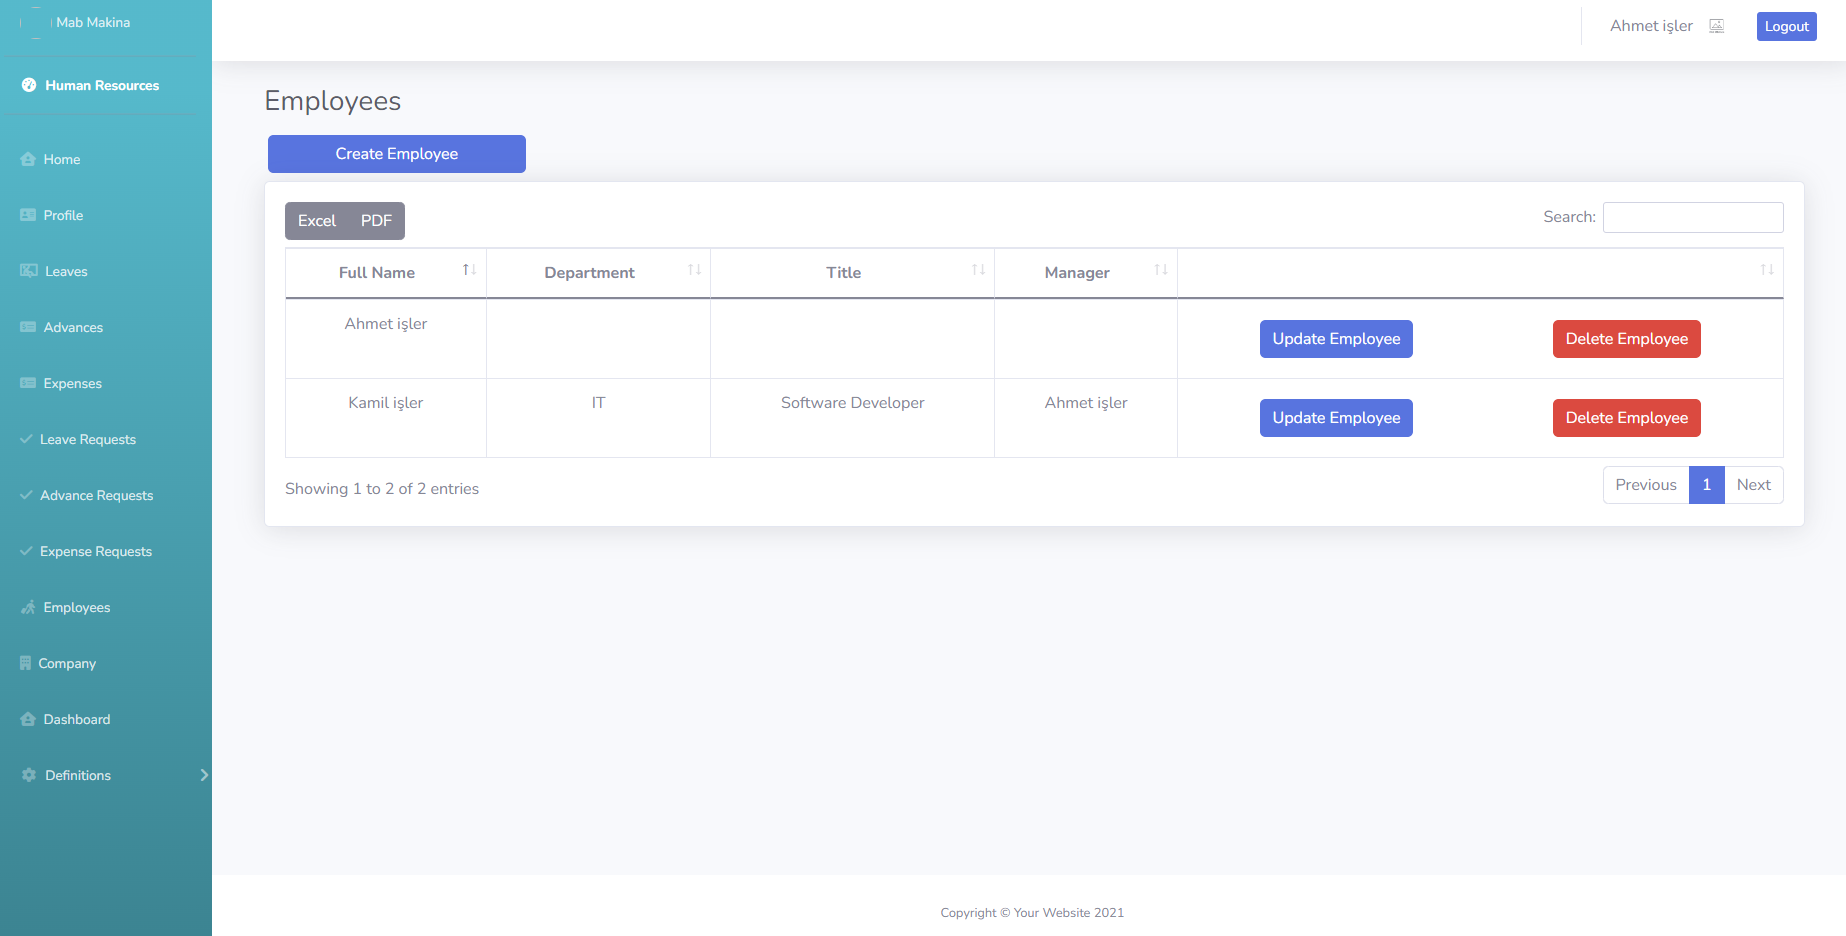 Mab Makina
Human Resources
Home
Profile
Leaves
Advances
Expenses
Leave Requests
Advance Requests
Expense Requests
Employees
Company
Dashboard
Definitions
Ahmet işler
Logout
Employees
Create Employee
Excel PDF
Search:
Full Name Department Title Manager
Ahmet işler Update Employee Delete Employee
Kamil işler IT Software Developer Ahmet işler Update Employee Delete Employee
Showing 1 to 2 of 2 entries
Previous 1 Next
Copyright © Your Website 2021